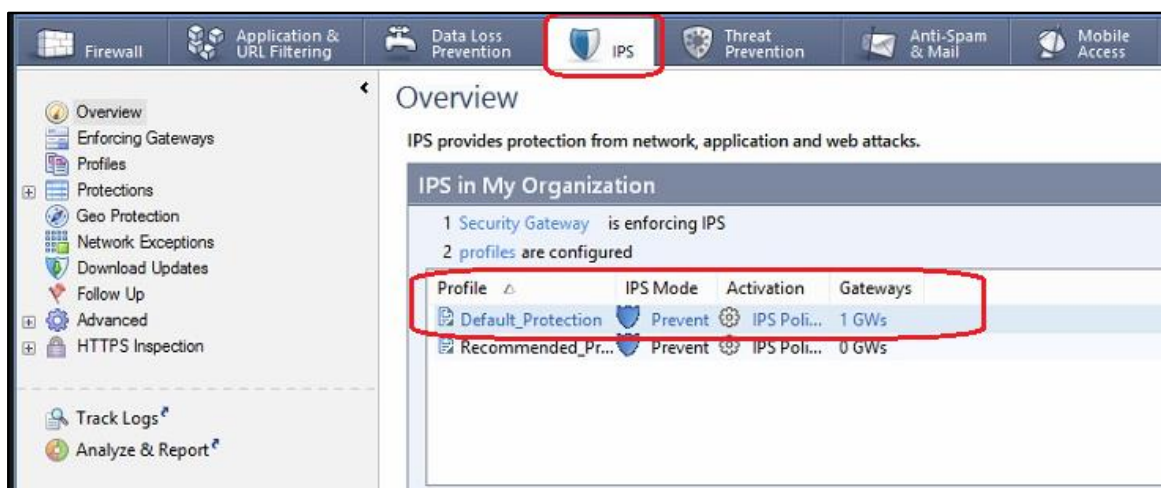 Firewall
Application &
URL Filtering
Data Loss
Prevention
IPS
Threat
Prevention
Anti-Spam
& Mail
Mobile
Access
Overview
Enforcing Gateways
Profiles
Protections
Geo Protection
Network Exceptions
Download Updates
Follow Up
Advanced
HTTPS Inspection
Track Logs
Analyze & Report
Overview
IPS provides protection from network, application and web attacks.
IPS in My Organization
1 Security Gateway is enforcing IPS
2 profiles are configured
Profile IPS Mode Activation Gateways
Default_Protection Prevent IPS Poli... 1 GWs
Recommended_Pr... Prevent IPS Poli... 0 GWs